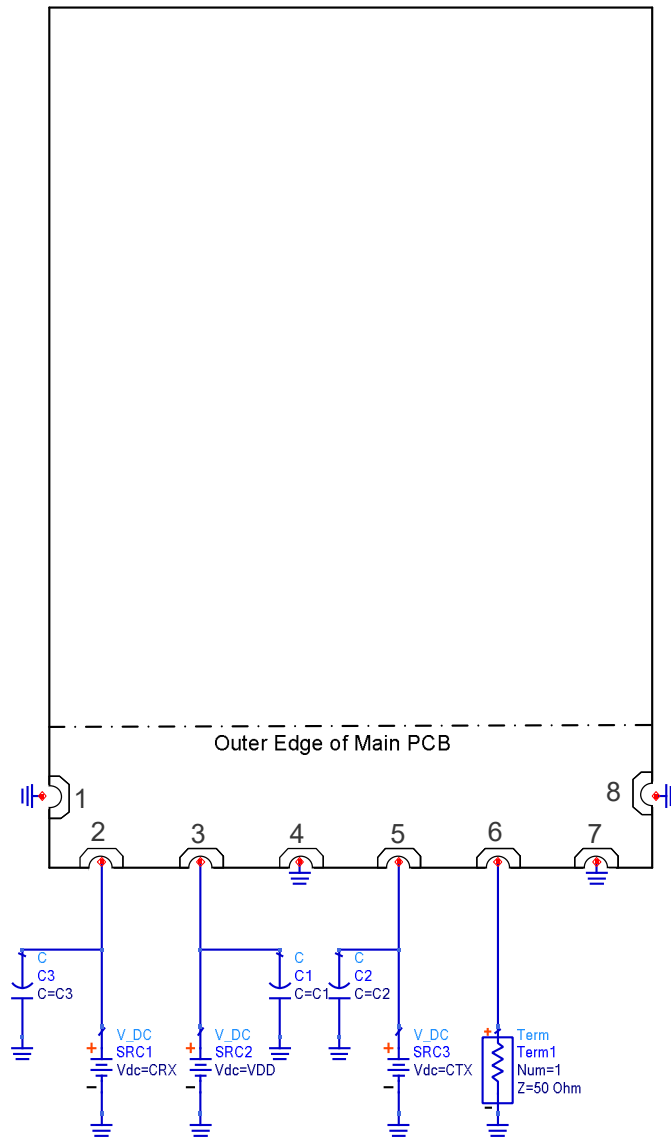 Outer Edge of Main PCB
1
8
2
3
4
5
6
7
C
C3
C=C3
C
C1
C=C1
C
C2
C=C2
V_DC
SRC1
Vdc=CRX
V_DC
SRC2
Vdc=VDD
V_DC
SRC3
Vdc=CTX
Term
Term1
Num=1
Z=50 Ohm